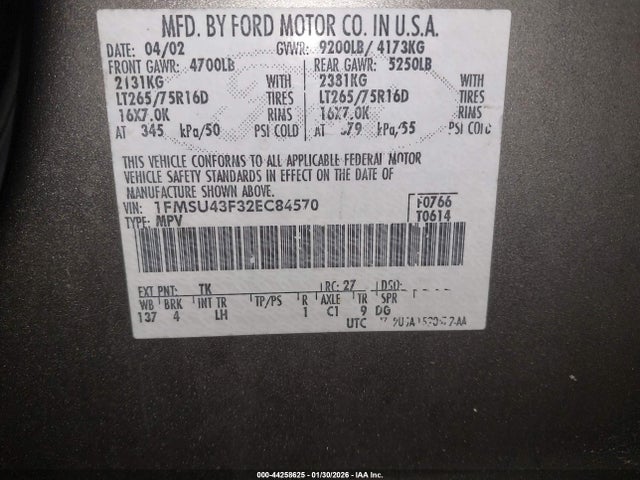 MFD. BY FORD MOTOR CO. IN U.S.A.
DATE: 04/02 GVWR: 9200LB/ 4173KG
FRONT GAWR: 4700LB REAR GAWR: 5250LB
2131KG WITH 2381KG WITH
LT265/75R16D TIRES LT265/75R16D TIRES
16X7.0K RIMS 16X7.0K RIMS
AT 345 kPa/50 PSI COLD AT 379 kPa/55 PSI COLD
THIS VEHICLE CONFORMS TO ALL APPLICABLE FEDERAL MOTOR
VEHICLE SAFETY STANDARDS IN EFFECT ON THE DATE OF
MANUFACTURE SHOWN ABOVE.
VIN: 1FMSU43F32EC84570 F0766
TYPE: MPV T0614
EXT PNT: TK RC: 27 DSO:
WB BRK INT TR TP/PS R AXLE TR SPR
137 4 LH 1 C1 9 DG
UTC
000-44258625 - 01/30/2026 - IAA Inc.